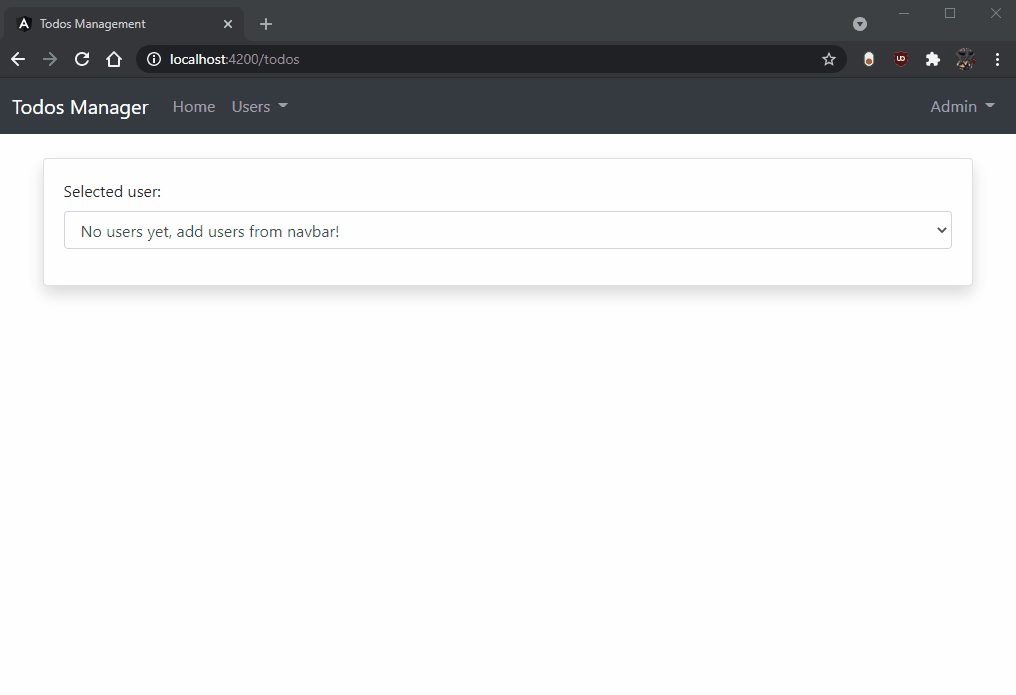 Todos Management
localhost:4200/todos
Todos Manager Home Users Admin
Selected user:
No users yet, add users from navbar!